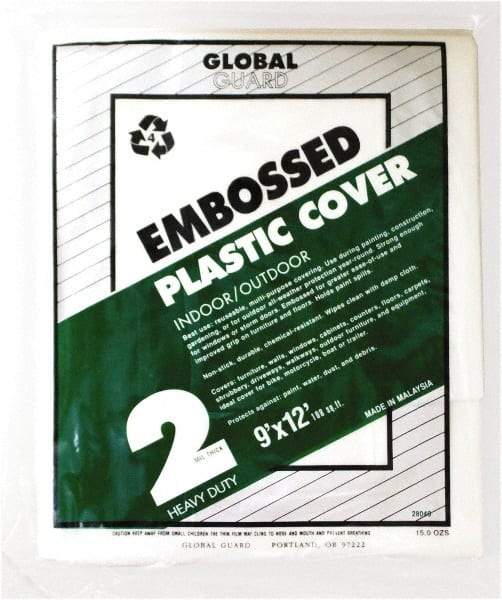 GLOBAL
GUARD
4
EMBOSSED
PLASTIC COVER
INDOOR/OUTDOOR
Best use: reuseable, multi-purpose covering. Use during painting, construction,
gardening, or for outdoor all-weather protection year-round. Strong enough
for windows or storm doors. Embossed for greater ease-of-use and
improved grip on furniture and floors. Holds paint spills.
Non-stick, durable, chemical-resistant. Wipes clean with damp cloth.
Covers: furniture, walls, windows, cabinets, counters, floors, carpets,
shrubbery, driveways, walkways, outdoor furniture, and equipment,
ideal cover for bike, motorcycle, boat or trailer.
Protects against: paint, water, dust, and debris.
2
MIL THICK
HEAVY DUTY
9'x12' 108 sq.ft.
MADE IN MALAYSIA
28040
CAUTION KEEP AWAY FROM SMALL CHILDREN THE THIN FILM MAY CLING TO NOSE AND MOUTH AND PREVENT BREATHING
15.0 OZS
GLOBAL GUARD PORTLAND, OR 97222